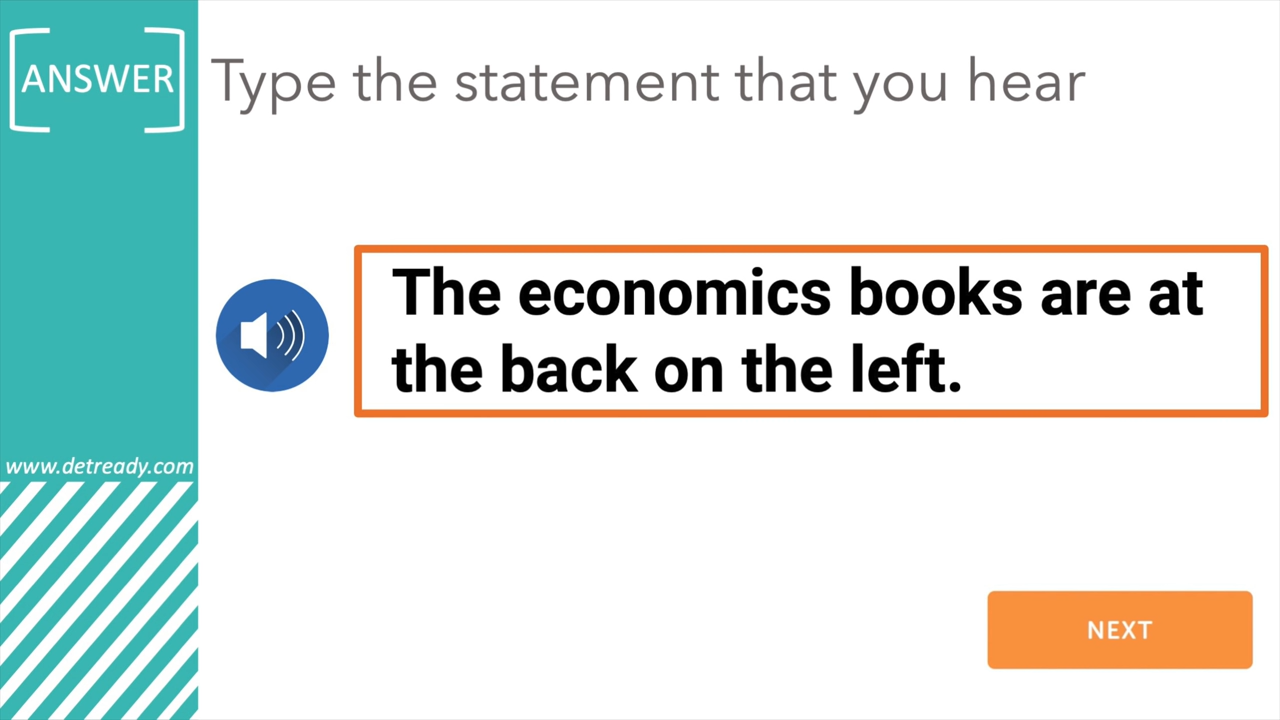 ANSWER
Type the statement that you hear
The economics books are at
the back on the left.
www.detready.com
NEXT